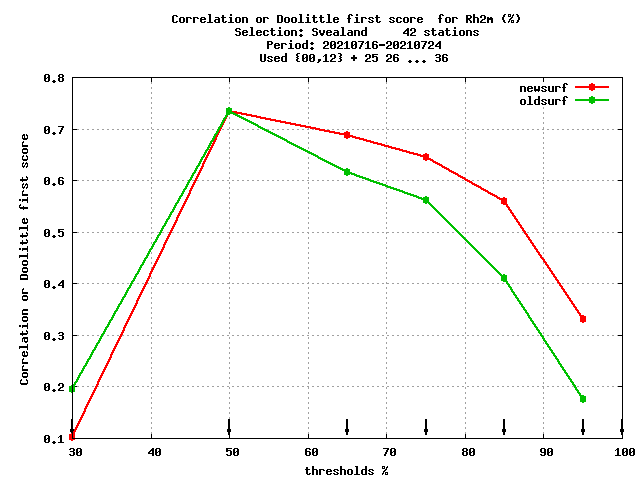 Correlation or Doolittle first score  for Rh2m (%)
Selection: Svealand     42 stations
Period: 20210716-20210724
Used {00,12} + 25 26 ... 36
newsurf
oldsurf
Correlation or Doolittle first score
0,8
0,7
0,6
0,5
0,4
0,3
0,2
0,1
30 40 50 60 70 80 90 100
thresholds %